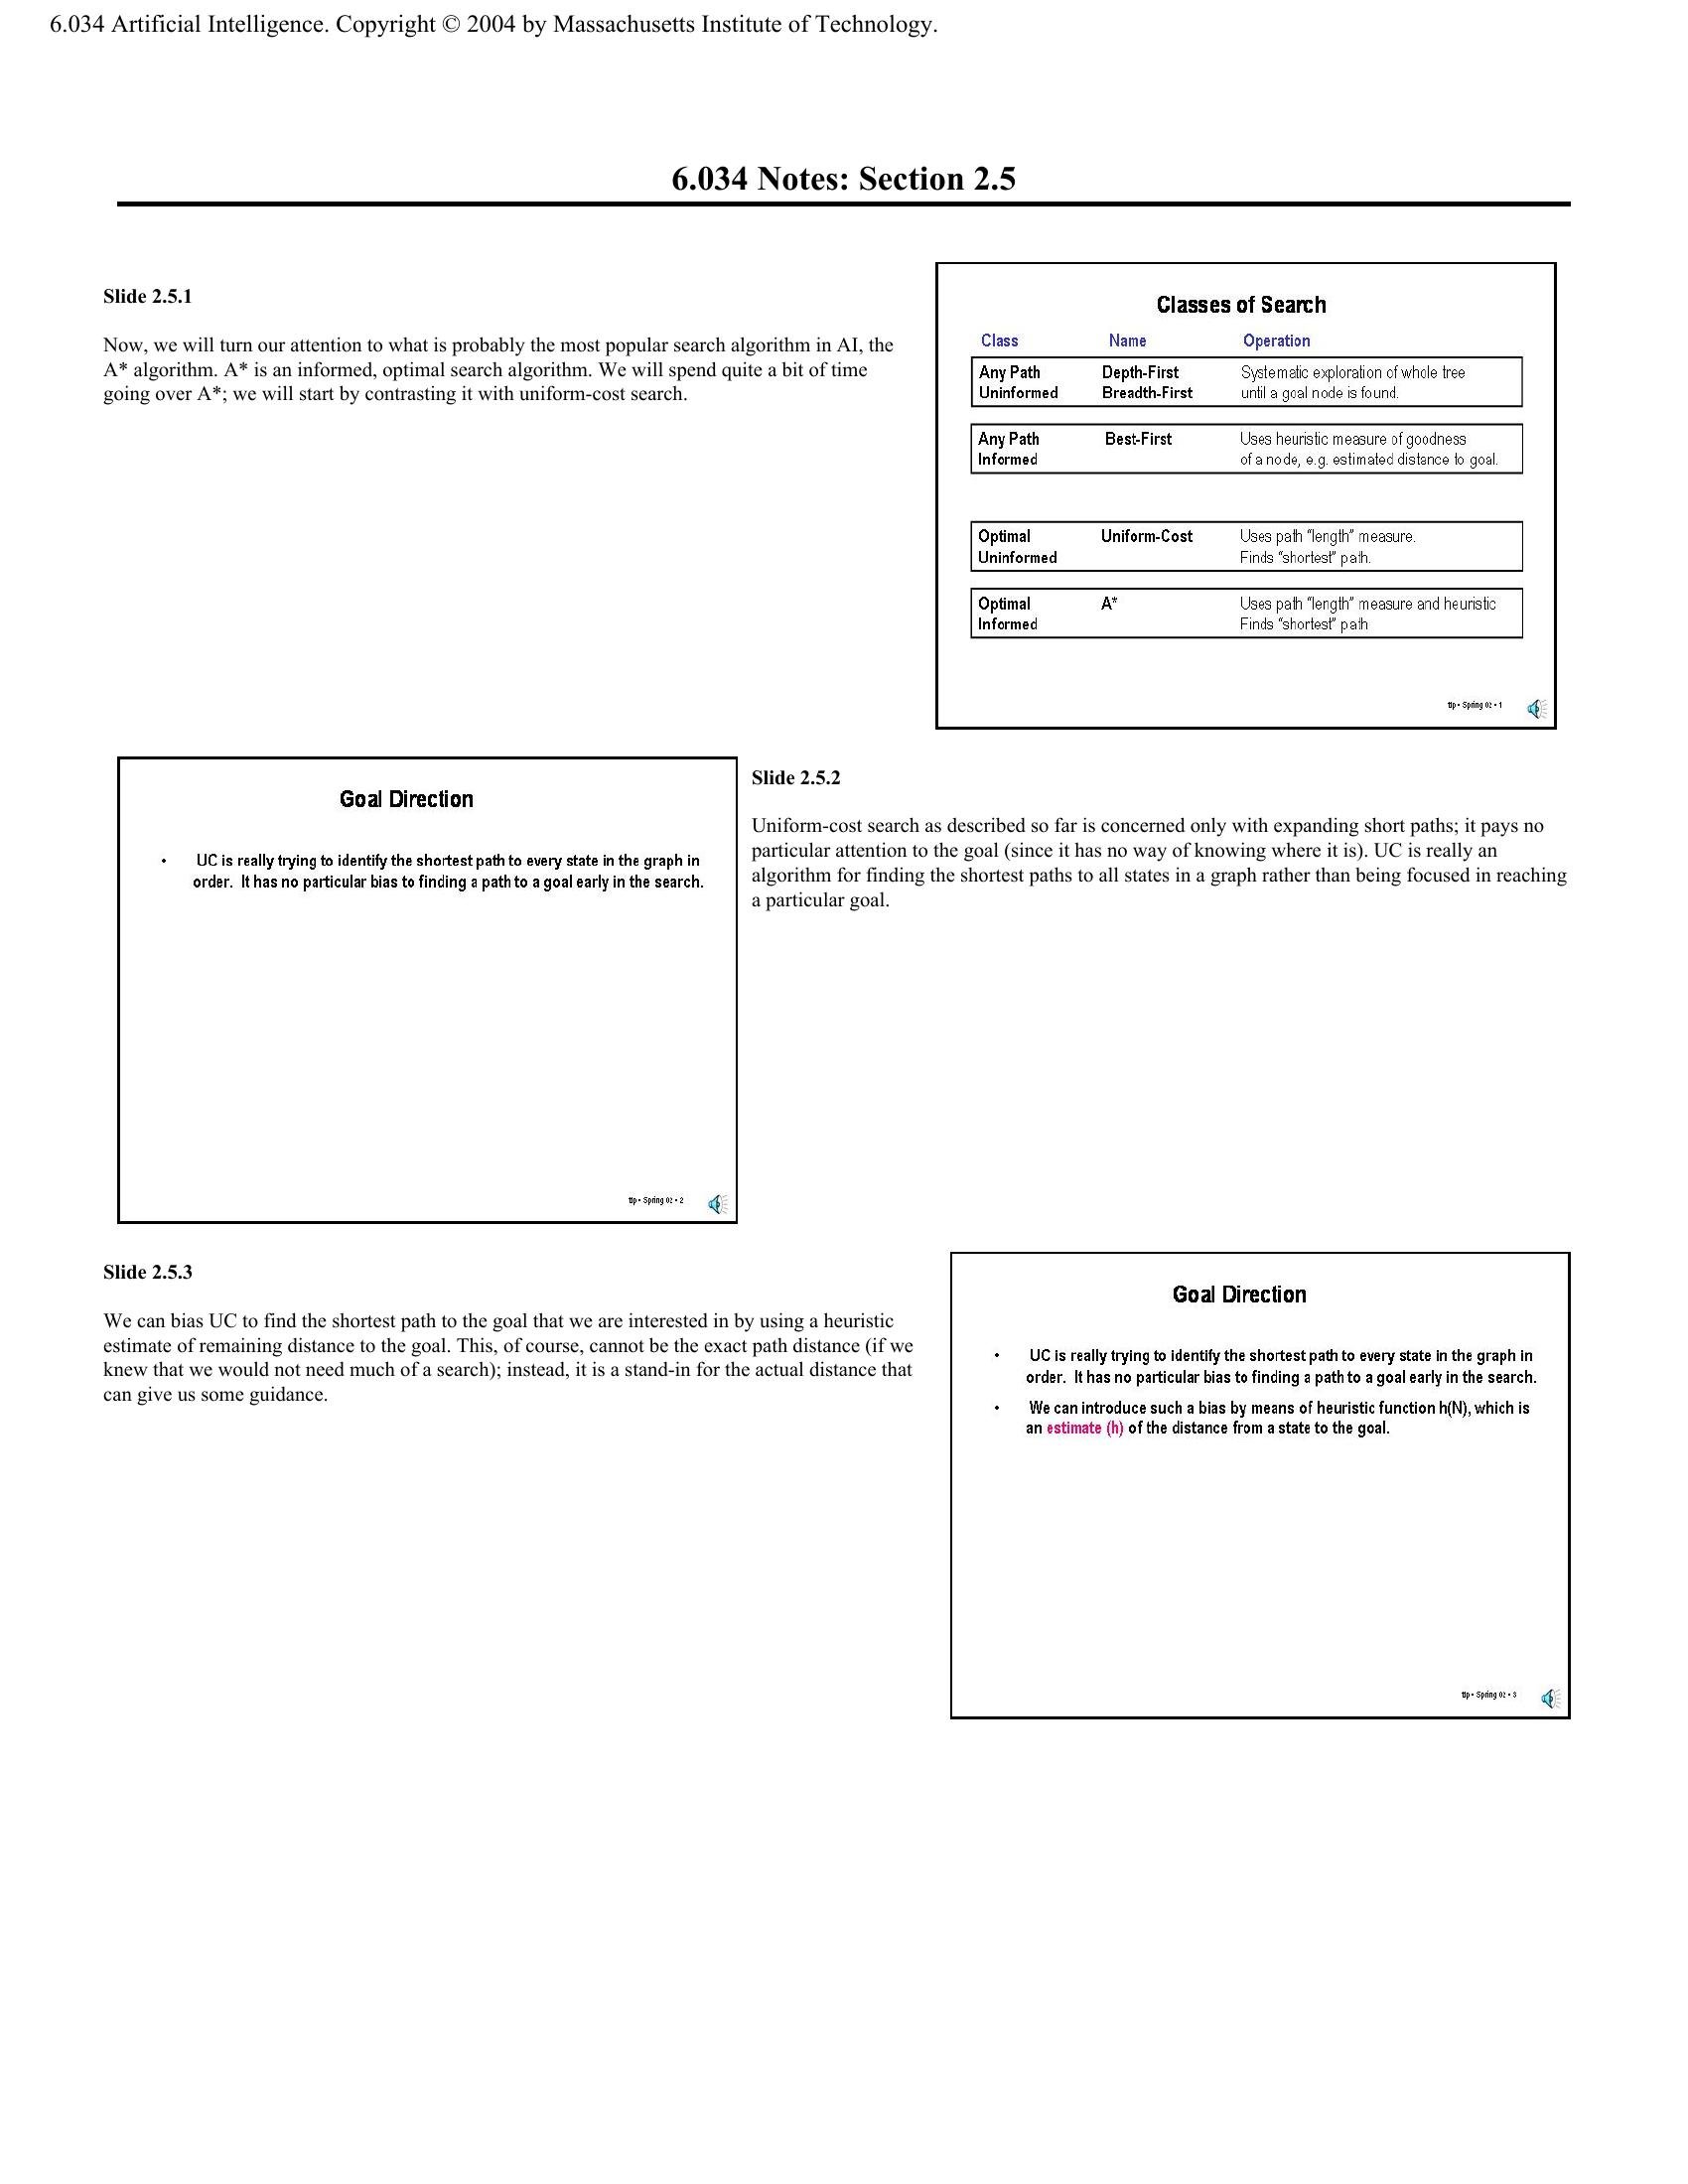 6.034 Artificial Intelligence. Copyright © 2004 by Massachusetts Institute of Technology.
6.034 Notes: Section 2.5
Slide 2.5.1
Now, we will turn our attention to what is probably the most popular search algorithm in AI, the
A* algorithm. A* is an informed, optimal search algorithm. We will spend quite a bit of time
going over A*; we will start by contrasting it with uniform-cost search.
Classes of Search
Class Name Operation
Any Path Depth-First Systematic exploration of whole tree
Uninformed Breadth-First until a goal node is found.
Any Path Best-First Uses heuristic measure of goodness
Informed of a node, e.g. estimated distance to goal.
Optimal Uniform-Cost Uses path "length" measure.
Uninformed Finds "shortest" path.
Optimal A* Uses path "length" measure and heuristic
Informed Finds "shortest" path
tlp • Spring 02 • 1
Goal Direction
• UC is really trying to identify the shortest path to every state in the graph in
order. It has no particular bias to finding a path to a goal early in the search.
tlp • Spring 02 • 2
Slide 2.5.2
Uniform-cost search as described so far is concerned only with expanding short paths; it pays no
particular attention to the goal (since it has no way of knowing where it is). UC is really an
algorithm for finding the shortest paths to all states in a graph rather than being focused in reaching
a particular goal.
Slide 2.5.3
We can bias UC to find the shortest path to the goal that we are interested in by using a heuristic
estimate of remaining distance to the goal. This, of course, cannot be the exact path distance (if we
knew that we would not need much of a search); instead, it is a stand-in for the actual distance that
can give us some guidance.
Goal Direction
• UC is really trying to identify the shortest path to every state in the graph in
order. It has no particular bias to finding a path to a goal early in the search.
• We can introduce such a bias by means of heuristic function h(N), which is
an estimate (h) of the distance from a state to the goal.
tlp • Spring 02 • 3